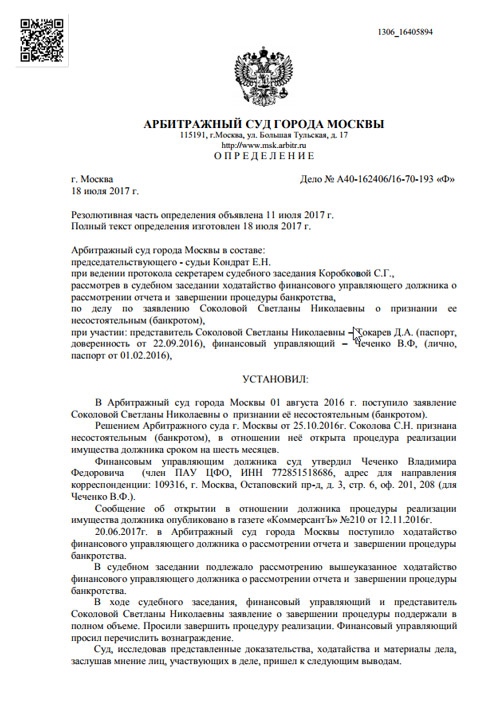 1306_16405894
АРБИТРАЖНЫЙ СУД ГОРОДА МОСКВЫ
115191, г.Москва, ул. Большая Тульская, д. 17
http://www.msk.arbitr.ru
О П Р Е Д Е Л Е Н И Е
г. Москва Дело № А40-162406/16-70-193 «Ф»
18 июля 2017 г.
Резолютивная часть определения объявлена 11 июля 2017 г.
Полный текст определения изготовлен 18 июля 2017 г.
Арбитражный суд города Москвы в составе:
председательствующего - судьи Кондрат Е.Н.
при ведении протокола секретарем судебного заседания Коробковой С.Г.,
рассмотрев в судебном заседании ходатайство финансового управляющего должника о
рассмотрении отчета и завершении процедуры банкротства,
по делу по заявлению Соколовой Светланы Николаевны о признании ее
несостоятельным (банкротом),
при участии: представитель Соколовой Светланы Николаевны – Токарев Д.А. (паспорт,
доверенность от 22.09.2016), финансовый управляющий – Чеченко В.Ф, (лично,
паспорт от 01.02.2016),
УСТАНОВИЛ:
В Арбитражный суд города Москвы 01 августа 2016 г. поступило заявление
Соколовой Светланы Николаевны о признании её несостоятельным (банкротом).
Решением Арбитражного суда г. Москвы от 25.10.2016г. Соколова С.Н. признана
несостоятельным (банкротом), в отношении неё открыта процедура реализации
имущества должника сроком на шесть месяцев.
Финансовым управляющим должника суд утвердил Чеченко Владимира
Федоровича (член ПАУ ЦФО, ИНН 772851518686, адрес для направления
корреспонденции: 109316, г. Москва, Остаповский пр-д, д. 3, стр. 6, оф. 201, 208 (для
Чеченко В.Ф.).
Сообщение об открытии в отношении должника процедуры реализации
имущества должника опубликовано в газете «КоммерсантЪ» №210 от 12.11.2016г.
20.06.2017г. в Арбитражный суд города Москвы поступило ходатайство
финансового управляющего должника о рассмотрении отчета и завершении процедуры
банкротства.
В судебном заседании подлежало рассмотрению вышеуказанное ходатайство
финансового управляющего должника о рассмотрении отчета и завершении процедуры
банкротства.
В ходе судебного заседания, финансовый управляющий и представитель
Соколовой Светланы Николаевны заявление о завершении процедуры поддержали в
полном объеме. Просили завершить процедуру реализации. Финансовый управляющий
просил перечислить вознаграждение.
Суд, исследовав представленные доказательства, ходатайства и материалы дела,
заслушав мнение лиц, участвующих в деле, пришел к следующим выводам.